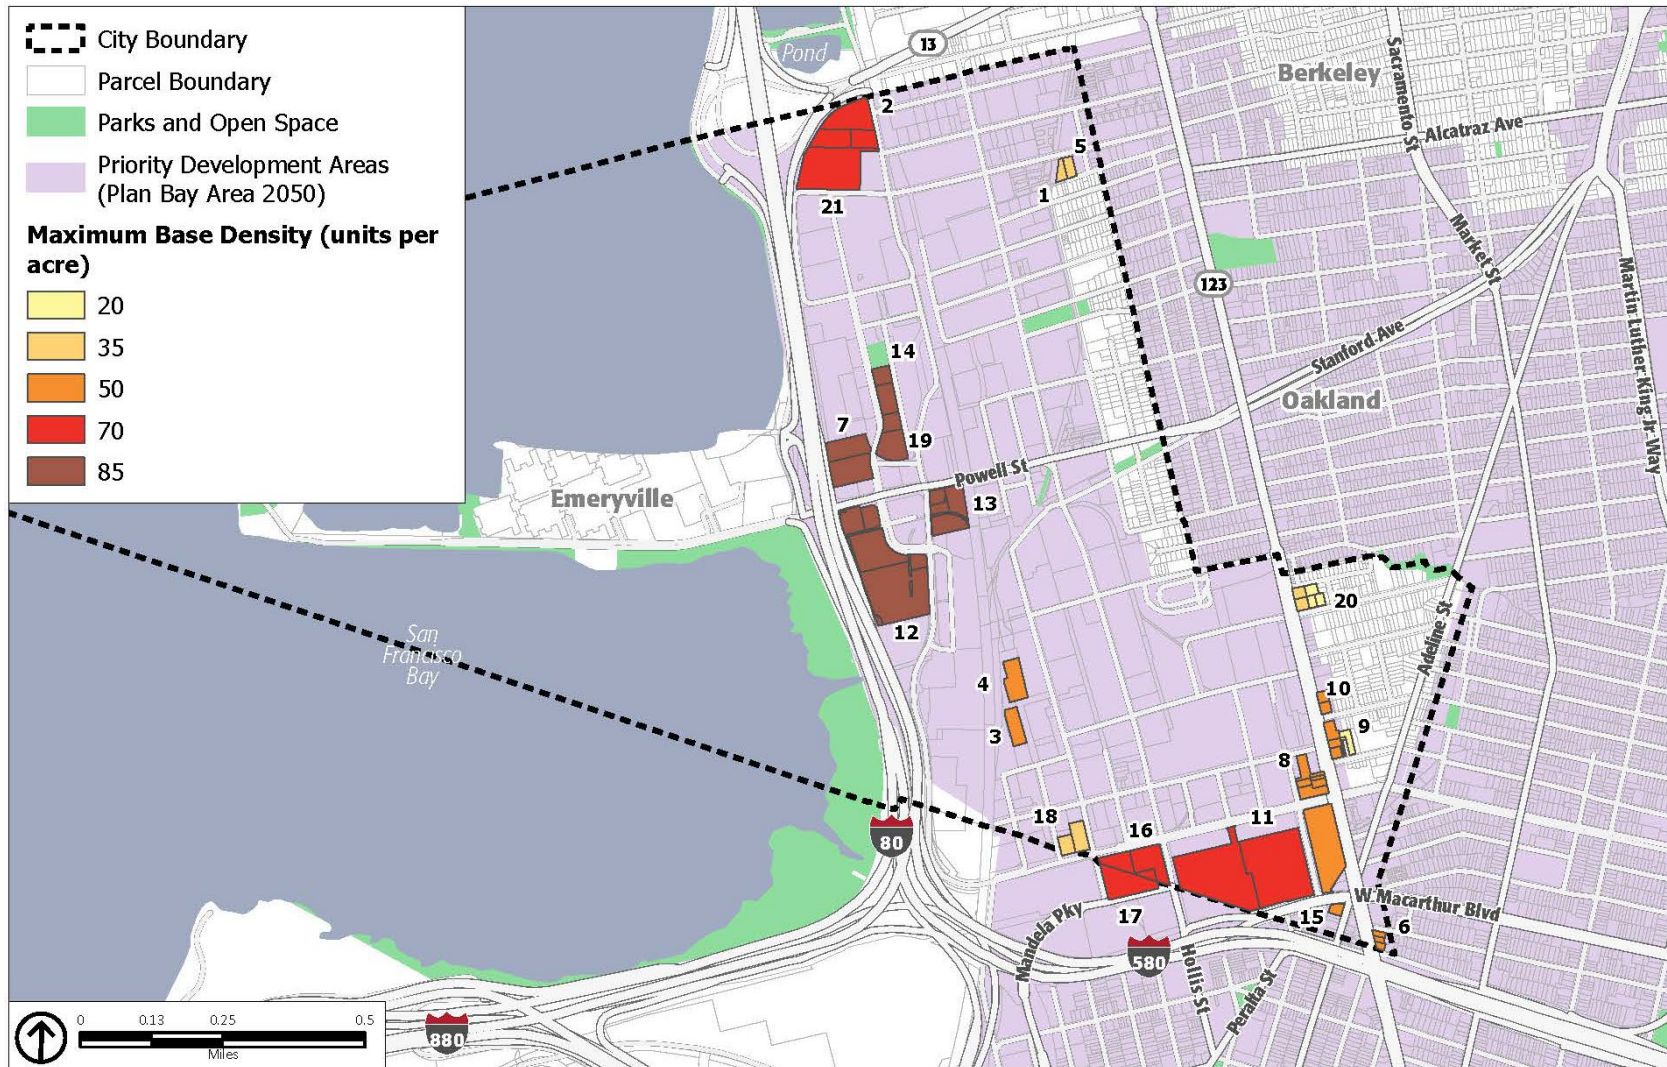 City Boundary
Parcel Boundary
Parks and Open Space
Priority Development Areas
(Plan Bay Area 2050)
Maximum Base Density (units per
acre)
20
35
50
70
85
Pond
13
Berkeley
Sacramento St
Alcatraz Ave
2
5
1
21
Market St
123
Martin Luther King Jr Way
Stanford Ave
14
Oakland
7
19
Powell St
Emeryville
13
20
12
San
Francisco
Bay
Adeline St
4
10
3
9
8
18
16
11
80
W Macarthur Blvd
17
15
6
Mandela Pky
580
Hollis St
Peralta St
0 0.13 0.25 0.5
Miles
880